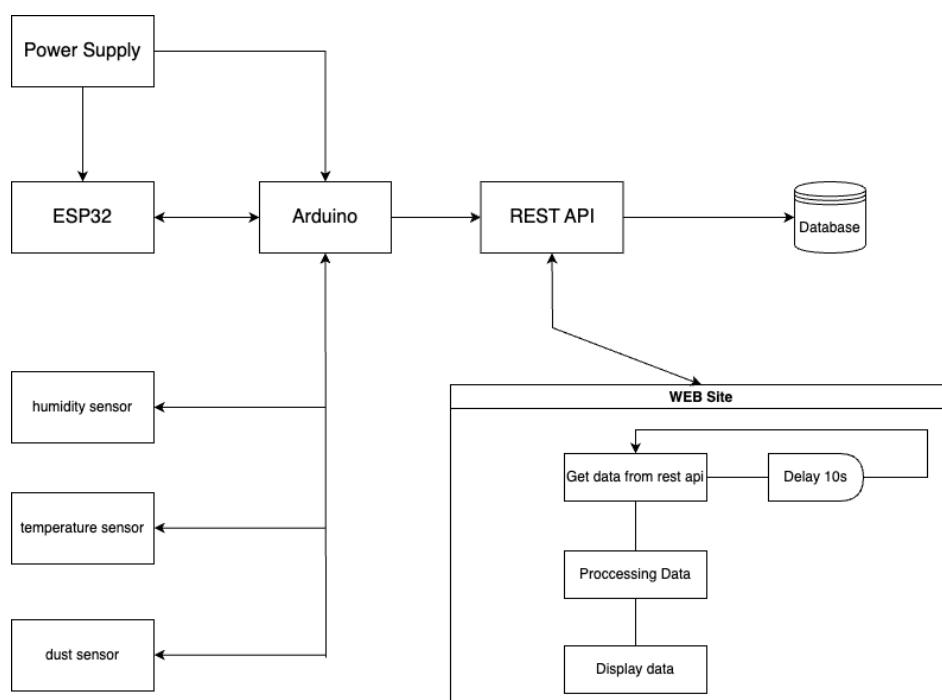 Power Supply
ESP32
Arduino
REST API
Database
humidity sensor
WEB Site
Get data from rest api
Delay 10s
temperature sensor
Proccessing Data
dust sensor
Display data